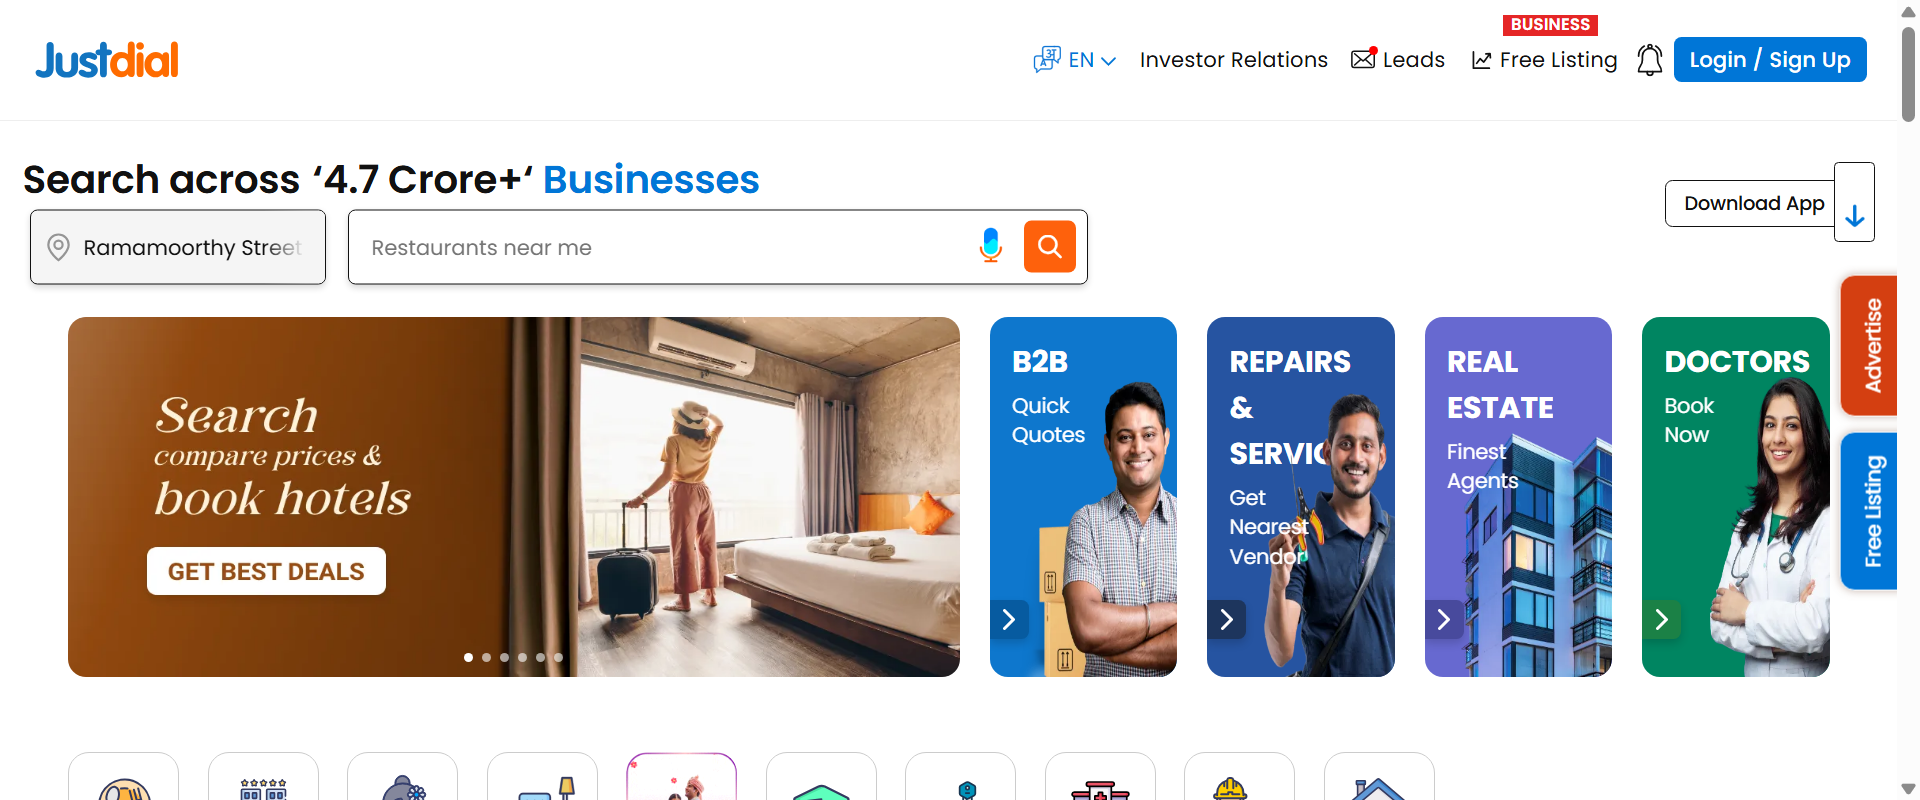 Justdial
EN
Investor Relations
Leads
BUSINESS
Free Listing
Login / Sign Up
Search across ‘4.7 Crore+‘ Businesses
Ramamoorthy Street
Restaurants near me
Download App
Search
compare prices &
book hotels
GET BEST DEALS
B2B
Quick
Quotes
REPAIRS
&
Get
Nearest
Vendor
REAL
ESTATE
Finest
Agents
DOCTORS
Book
Now
Advertise
Free Listing